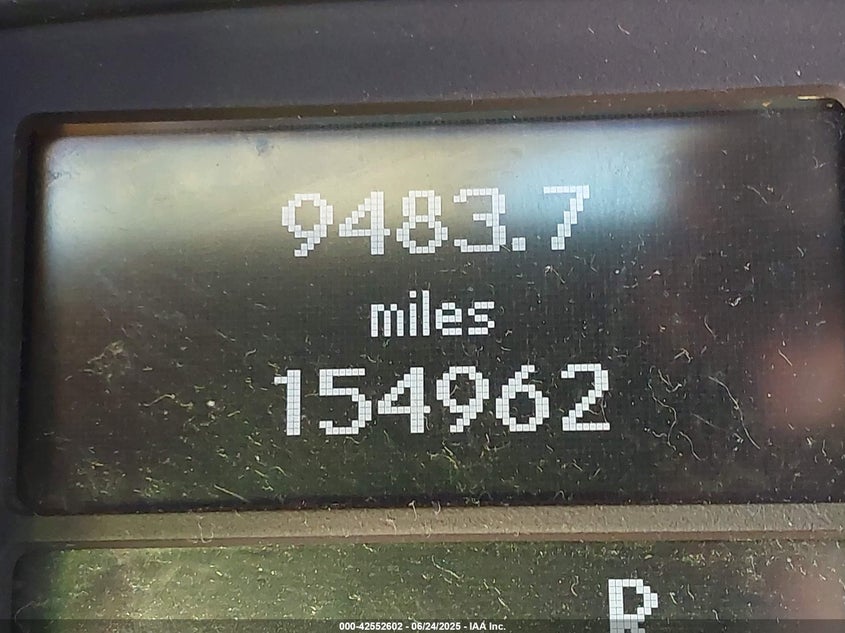 9483.7
miles
154962
R
000-42552602 - 06/24/2025 - IAA Inc.